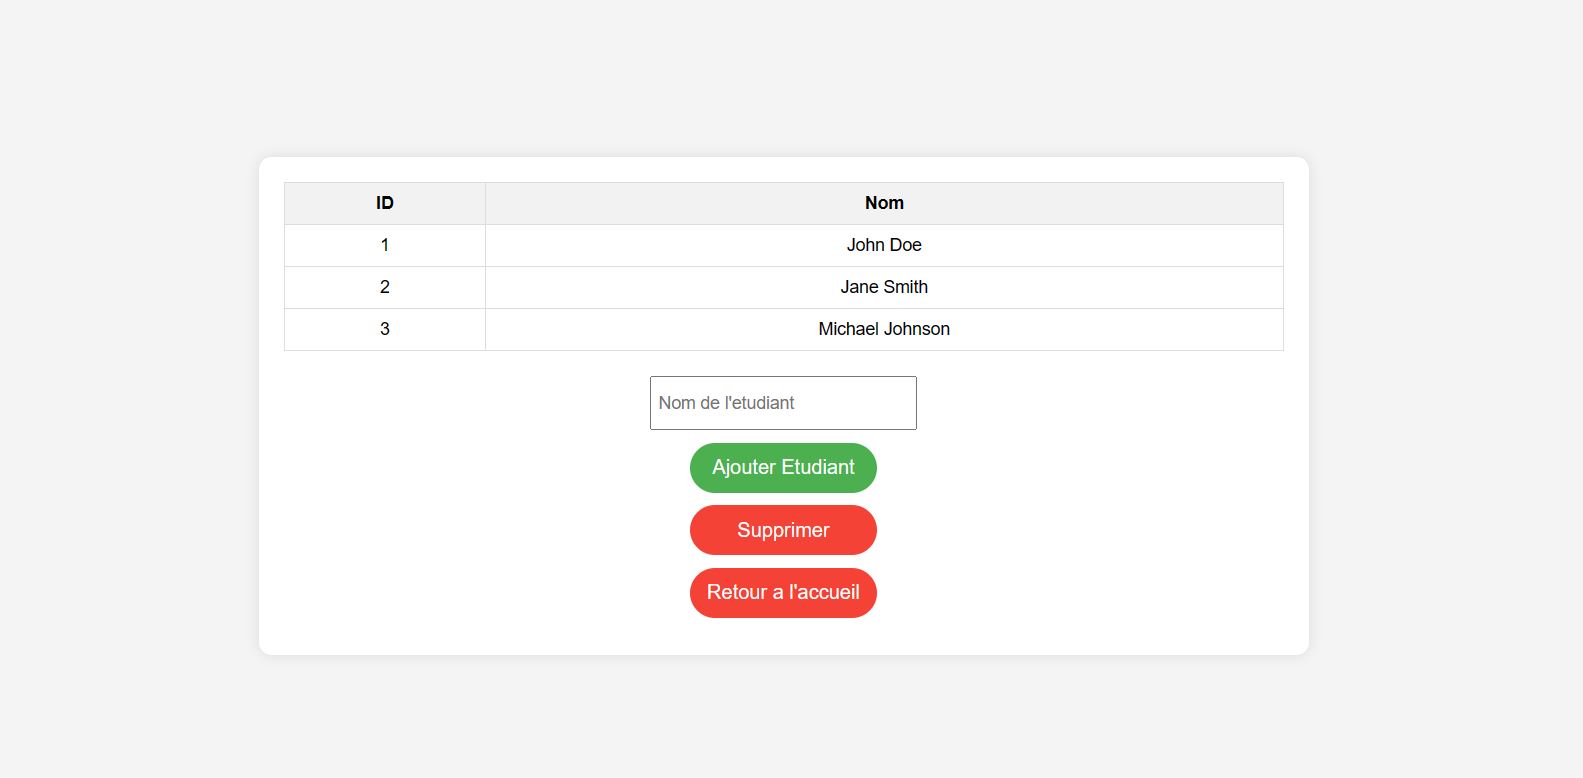 ID Nom
1 John Doe
2 Jane Smith
3 Michael Johnson
Nom de l'etudiant
Ajouter Etudiant
Supprimer
Retour a l'accueil